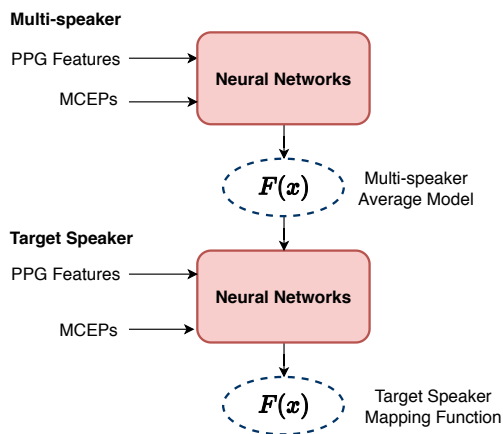 Multi-speaker
PPG Features
MCEPs
Neural Networks
F(x)
Multi-speaker
Average Model
Target Speaker
PPG Features
MCEPs
Neural Networks
F(x)
Target Speaker
Mapping Function